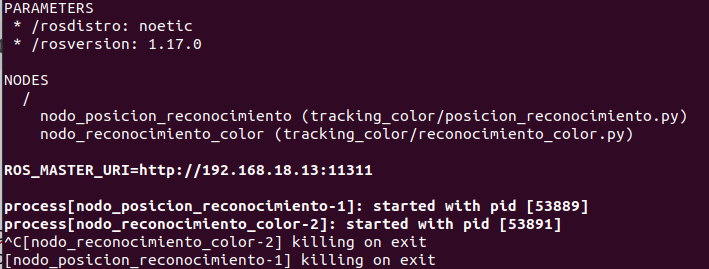 PARAMETERS
 * /rosdistro: noetic
 * /rosversion: 1.17.0

NODES
  /
    nodo_posicion_reconocimiento (tracking_color/posicion_reconocimiento.py)
    nodo_reconocimiento_color (tracking_color/reconocimiento_color.py)

ROS_MASTER_URI=http://192.168.18.13:11311

process[nodo_posicion_reconocimiento-1]: started with pid [53889]
process[nodo_reconocimiento_color-2]: started with pid [53891]
^C[nodo_reconocimiento_color-2] killing on exit
[nodo_posicion_reconocimiento-1] killing on exit